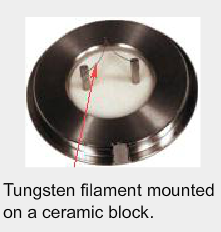 Tungsten filament mounted
on a ceramic block.